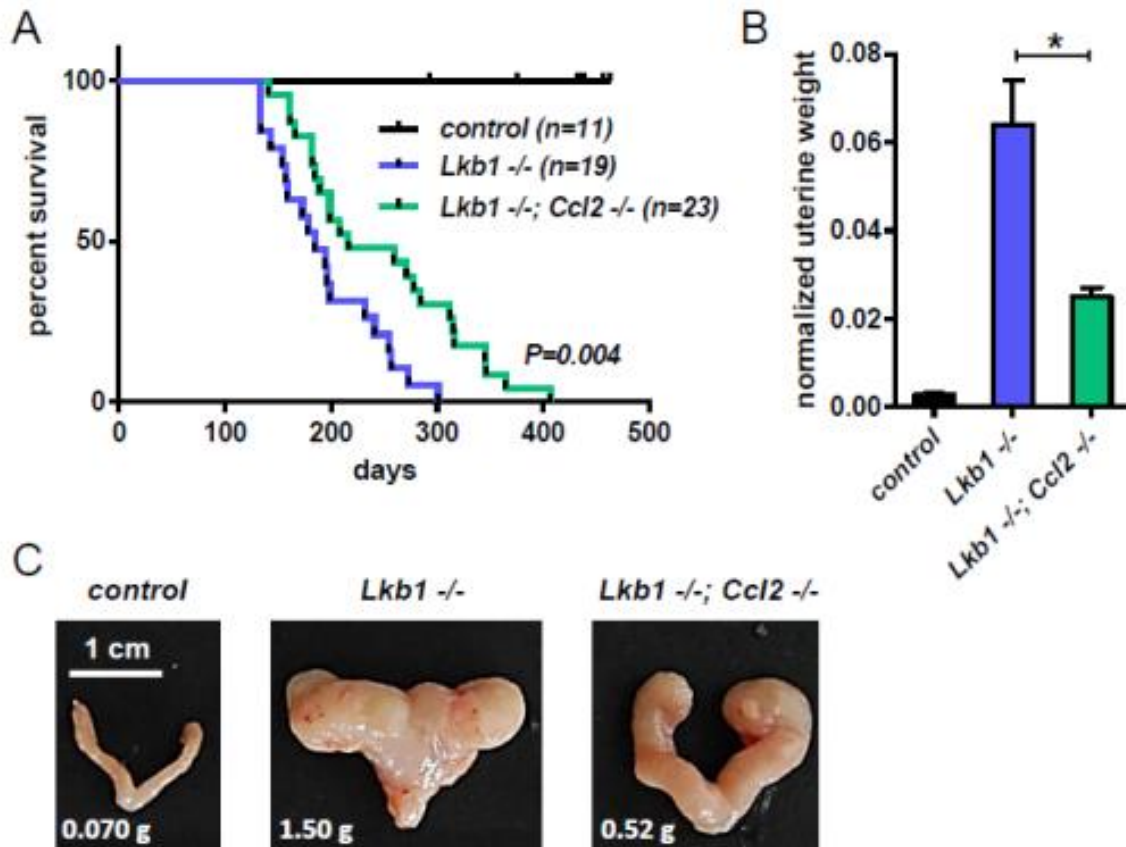 A
percent survival
100
50
0
0 100 200 300 400 500
days
control (n=11)
Lkb1 -/- (n=19)
Lkb1 -/-; Ccl2 -/- (n=23)
P=0.004
B
normalized uterine weight
0.08
0.06
0.04
0.02
0.00
*
control
Lkb1 -/-
Lkb1 -/-; Ccl2 -/-
C
control Lkb1 -/- Lkb1 -/-; Ccl2 -/-
1 cm
0.070 g 1.50 g 0.52 g